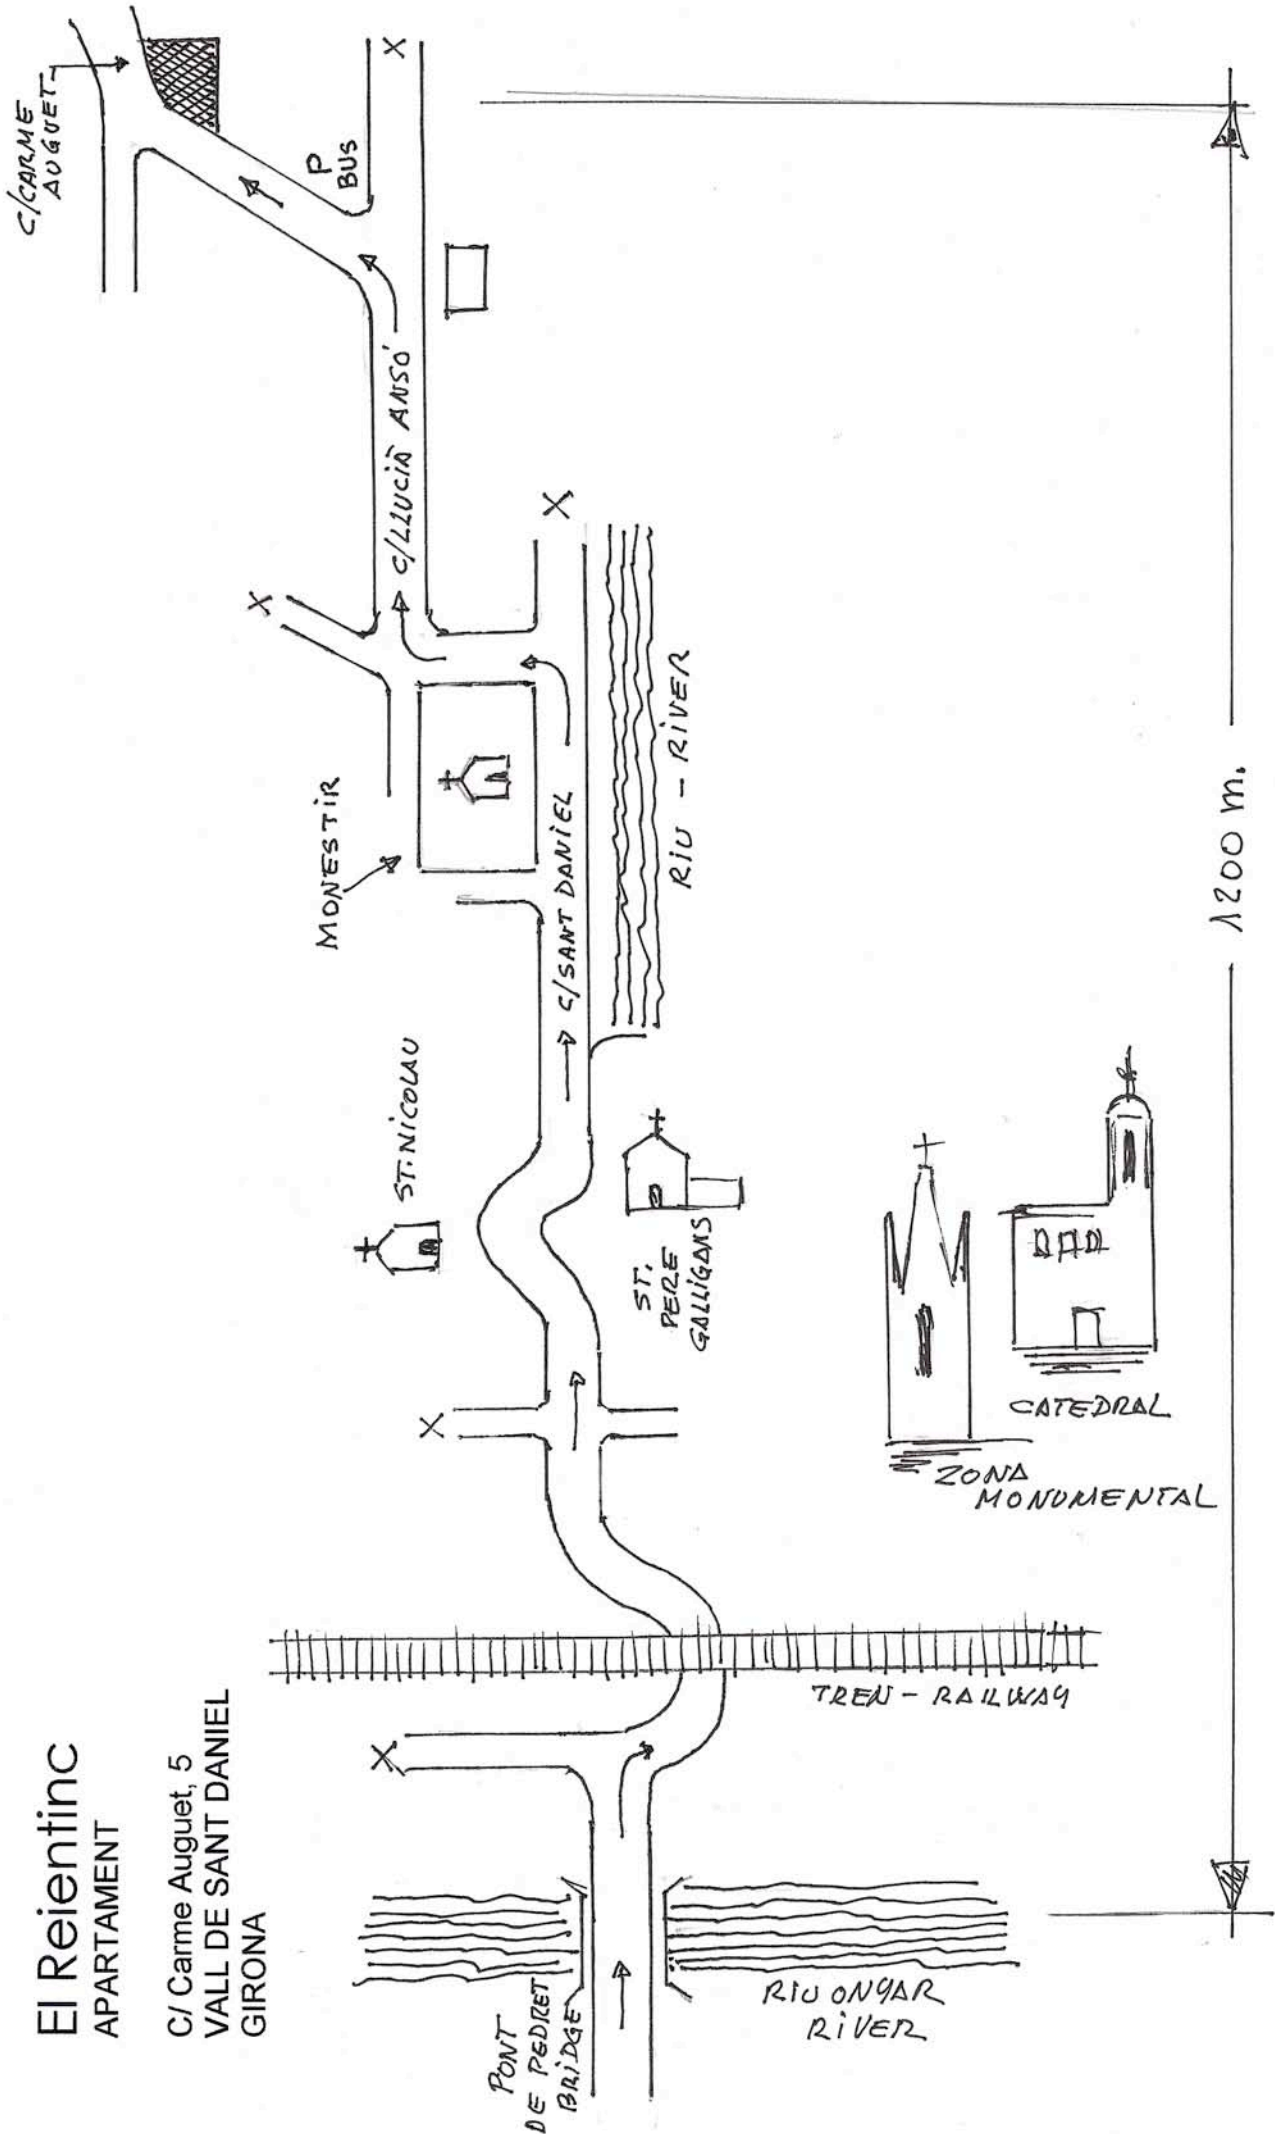 El Reientinc
APARTAMENT
C/ Carme Auguet, 5
VALL DE SANT DANIEL
GIRONA
PONT
DE PEDRET
BRIDGE
RIU ONYAR
RIVER
TREN - RAILWAY
X
X
ZONA
MONUMENTAL
CATEDRAL
ST. NICOLAU
ST.
PERE
GALLIGANS
C/SANT DANIEL
MONESTIR
RIU - RIVER
X
X
C/LLUCIÀ ANSÓ
P
BUS
X
C/CARME
AUGUET
1200 m.